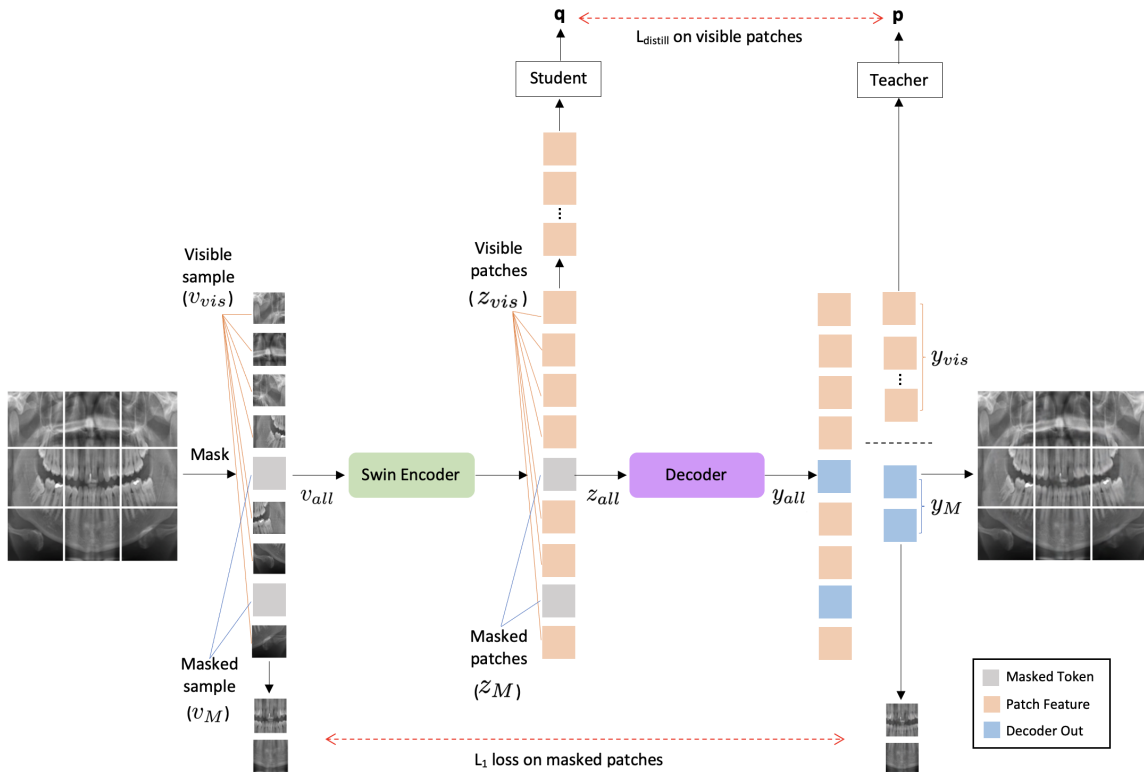 q
p
L_distill on visible patches
Student
Teacher
Visible
sample
(v_vis)
Visible
patches
(z_vis)
y_vis
Mask
v_all
Swin Encoder
z_all
Decoder
y_all
y_M
Masked
sample
(v_M)
Masked
patches
(z_M)
L_1 loss on masked patches
Masked Token
Patch Feature
Decoder Out